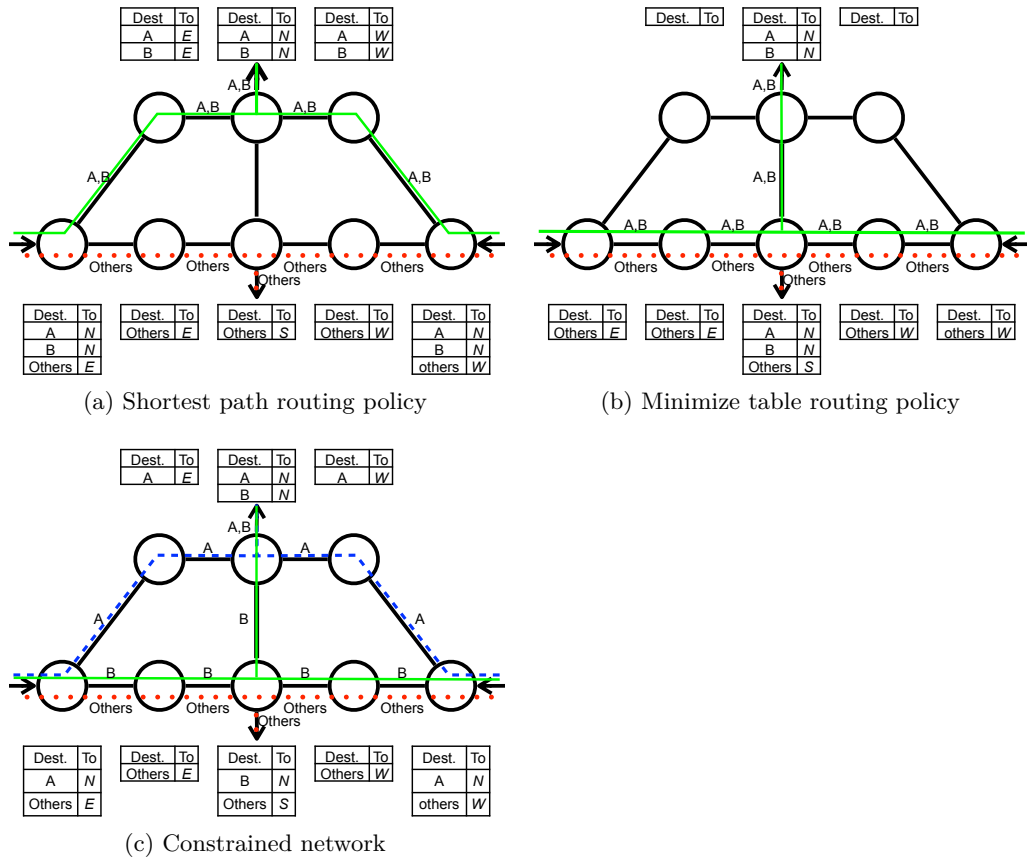 Dest To Dest. To Dest. To
A E A N A W
B E B N B W
A,B
A,B A,B
A,B A,B
Others Others Others Others
Others
Dest. To Dest. To Dest. To Dest. To Dest. To
A N Others E Others S Others W A N
B N B N
Others E others W
(a) Shortest path routing policy
Dest. To Dest. To Dest. To
A N
B N
A,B
A,B
A,B A,B A,B A,B
Others Others Others Others
Others
Dest. To Dest. To Dest. To Dest. To Dest. To
Others E Others E A N Others W others W
B N
Others S
(b) Minimize table routing policy
Dest. To Dest. To Dest. To
A E A N A W
B N
A,B
A A
A B A
B B B B
Others Others Others Others
Others
Dest. To Dest. To Dest. To Dest. To Dest. To
A N Others E B N Others W A N
Others E Others S others W
(c) Constrained network